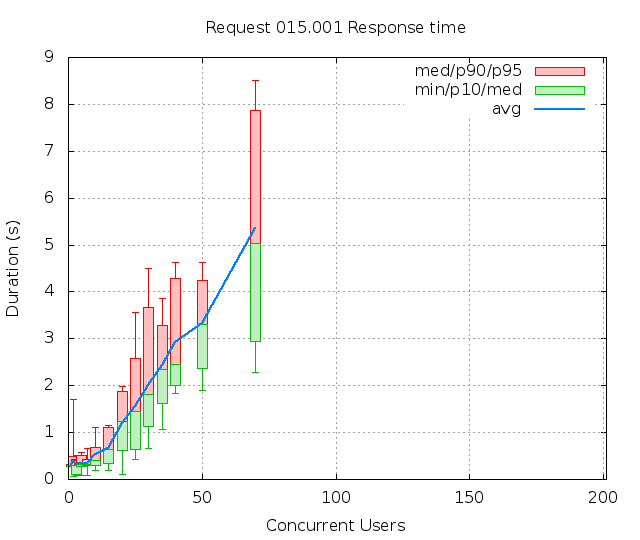 Request 015.001 Response time
med/p90/p95
min/p10/med
avg
Duration (s)
9
8
7
6
5
4
3
2
1
0
0 50 100 150 200
Concurrent Users